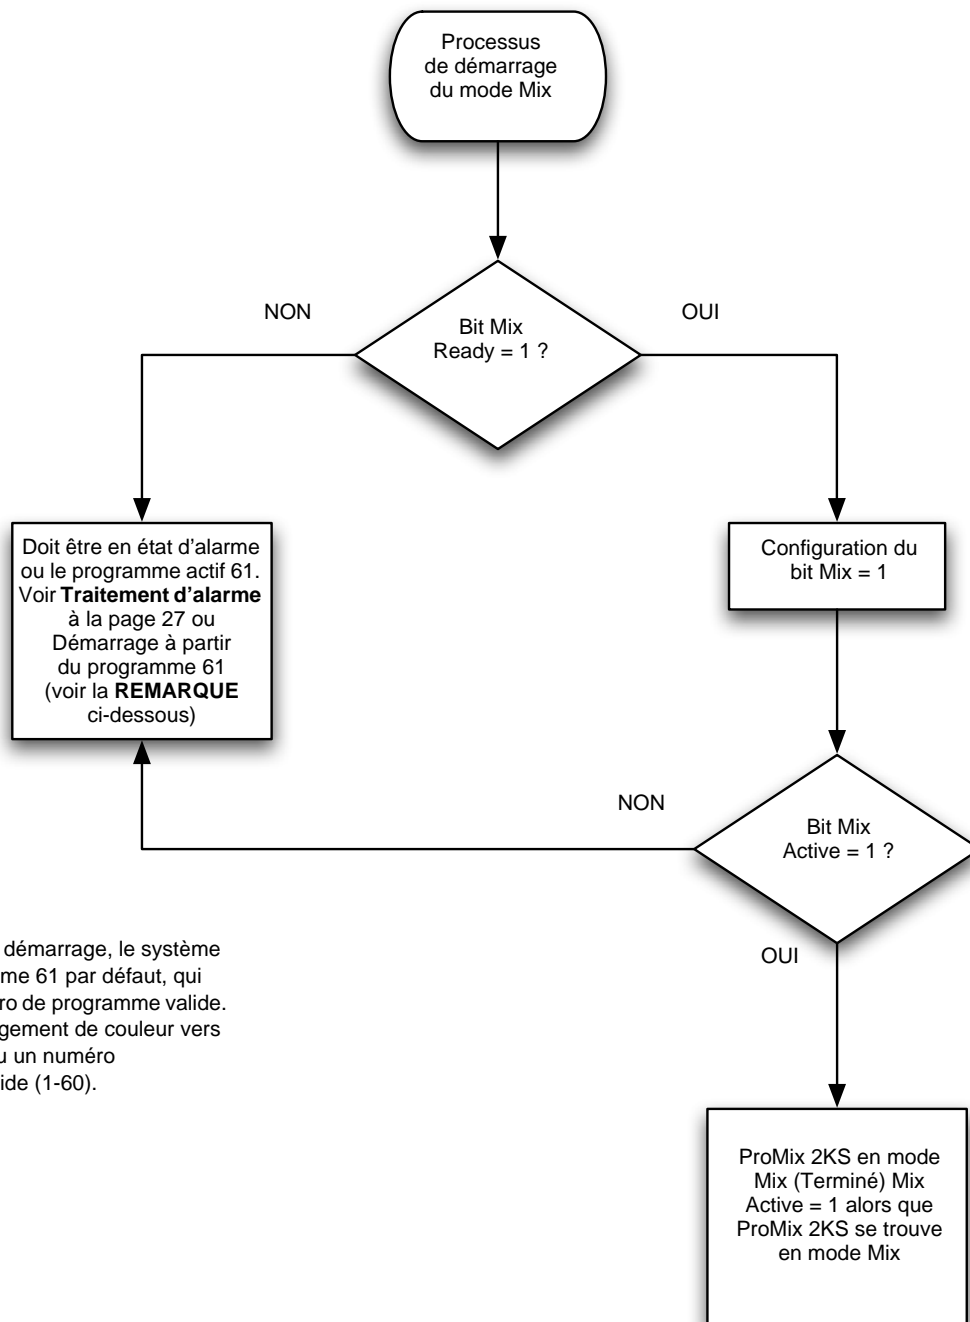 Processus
de démarrage
du mode Mix
NON
OUI
Bit Mix
Ready = 1 ?
Doit être en état d’alarme
ou le programme actif 61.
Voir Traitement d’alarme
à la page 27 ou
Démarrage à partir
du programme 61
(voir la REMARQUE
ci-dessous)
Configuration du
bit Mix = 1
NON
Bit Mix
Active = 1 ?
OUI
démarrage, le système
61 par défaut, qui
de programme valide.
de couleur vers
un numéro
(1-60).
ProMix 2KS en mode
Mix (Terminé) Mix
Active = 1 alors que
ProMix 2KS se trouve
en mode Mix